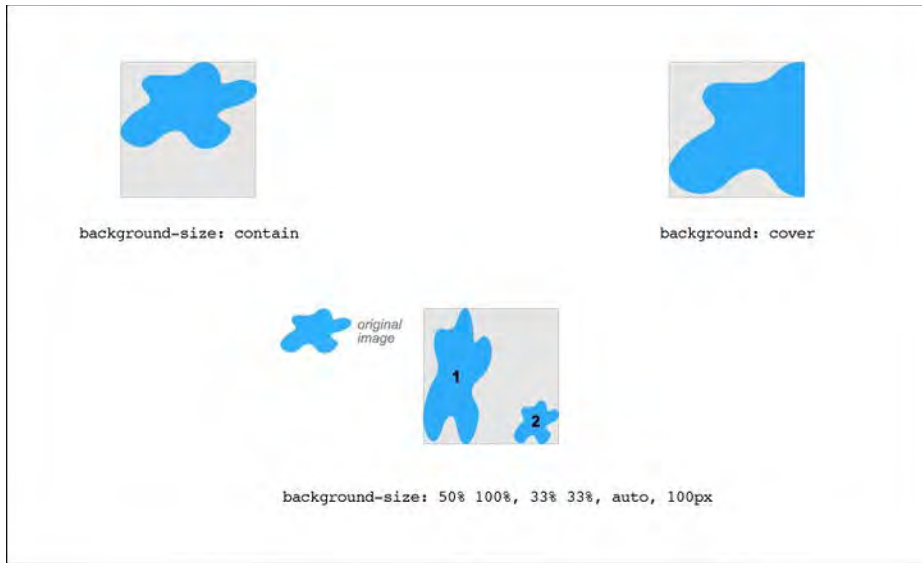 background-size: contain
background: cover
original
image
1
2
background-size: 50% 100%, 33% 33%, auto, 100px